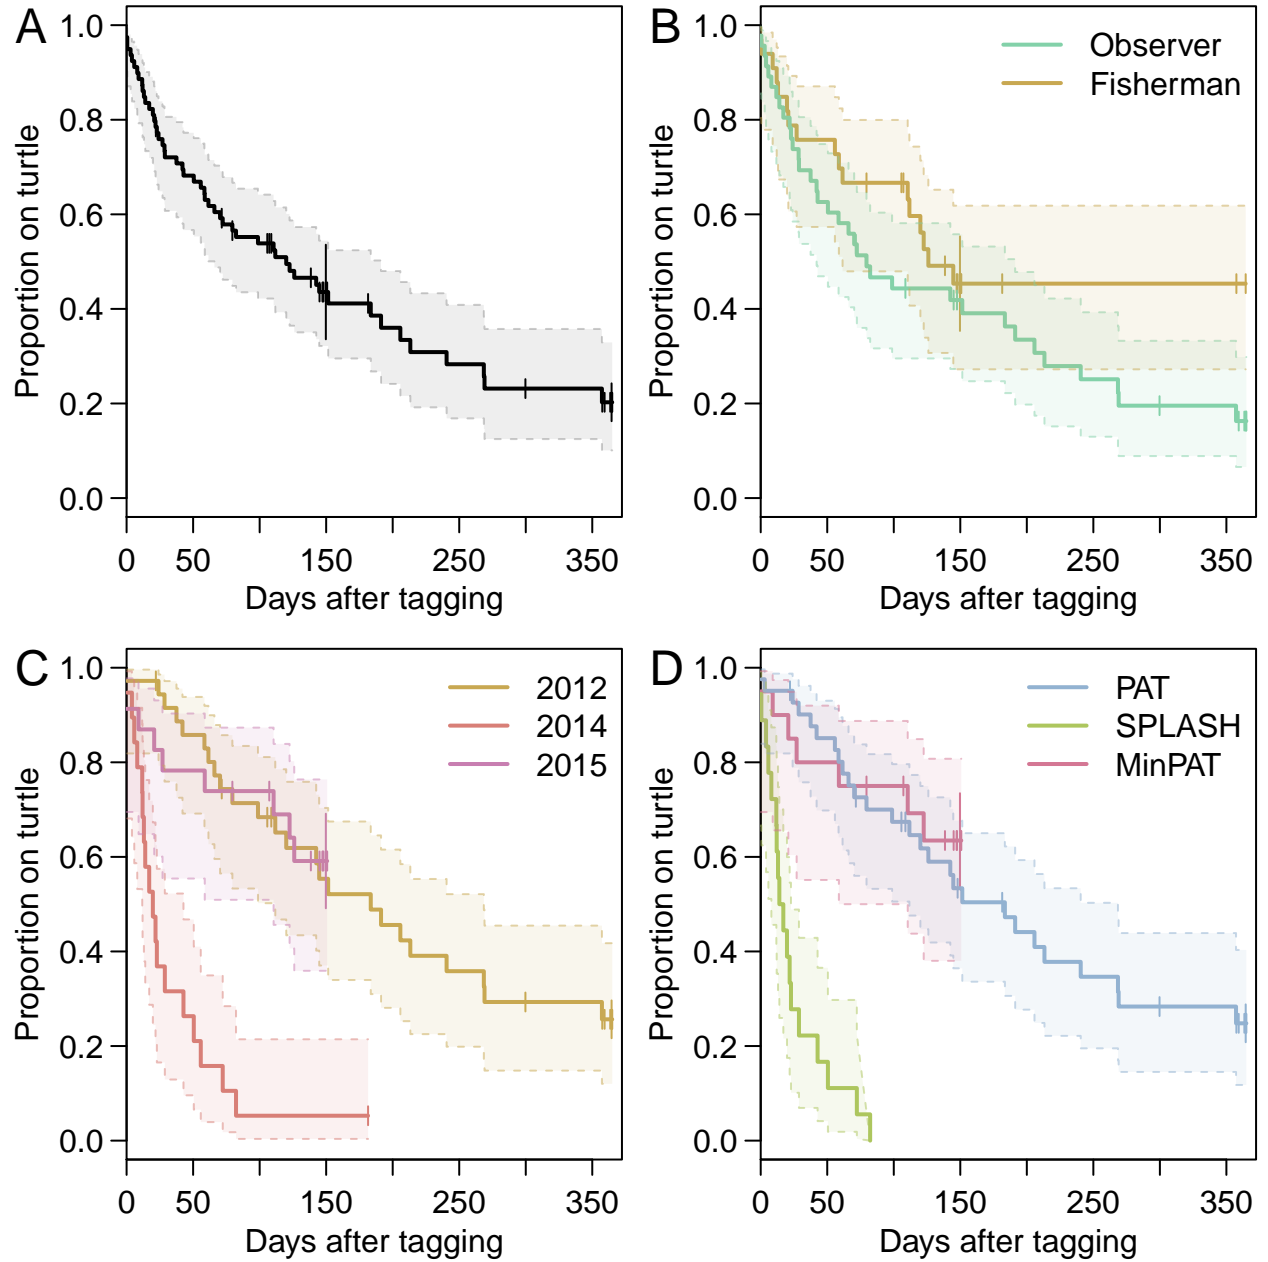 A
1.0
0.8
0.6
0.4
0.2
0.0
Proportion on turtle
0 50 150 250 350
Days after tagging
B
1.0
0.8
0.6
0.4
0.2
0.0
Proportion on turtle
Observer
Fisherman
0 50 150 250 350
Days after tagging
C
1.0
0.8
0.6
0.4
0.2
0.0
Proportion on turtle
2012
2014
2015
0 50 150 250 350
Days after tagging
D
1.0
0.8
0.6
0.4
0.2
0.0
Proportion on turtle
PAT
SPLASH
MinPAT
0 50 150 250 350
Days after tagging